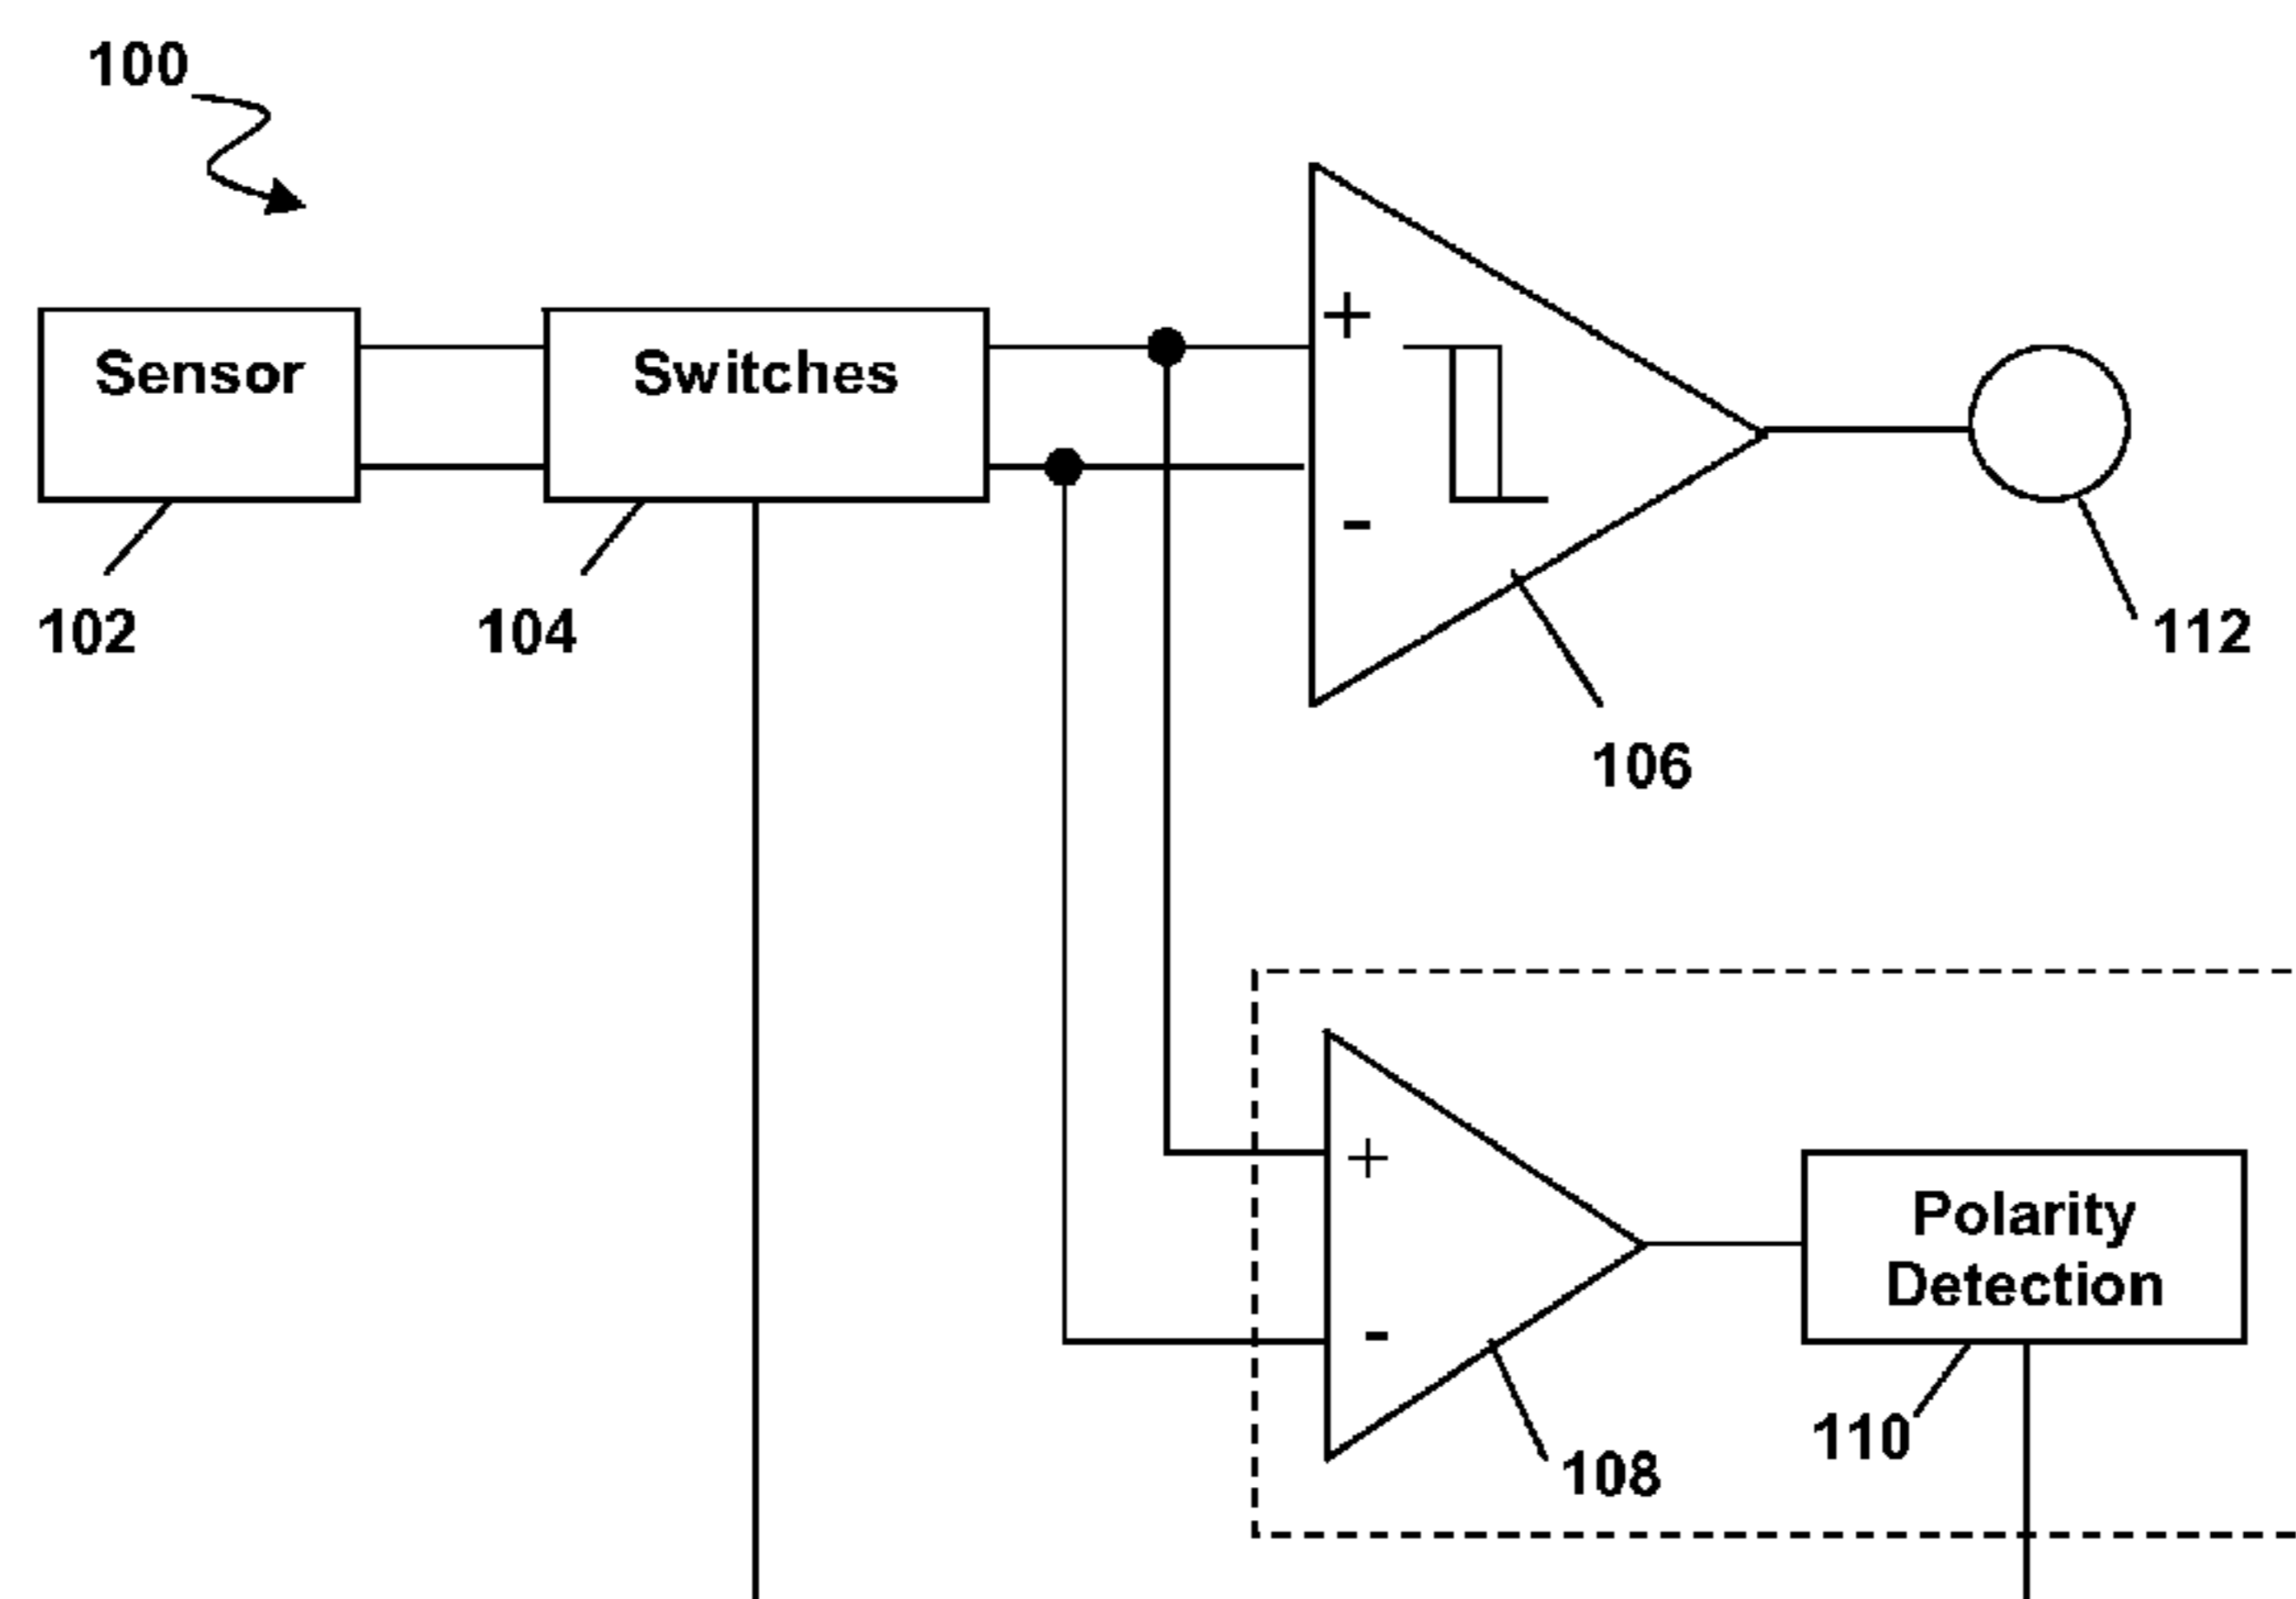 100
Sensor
Switches
+
-
102
104
112
106
+
-
Polarity
Detection
110
108